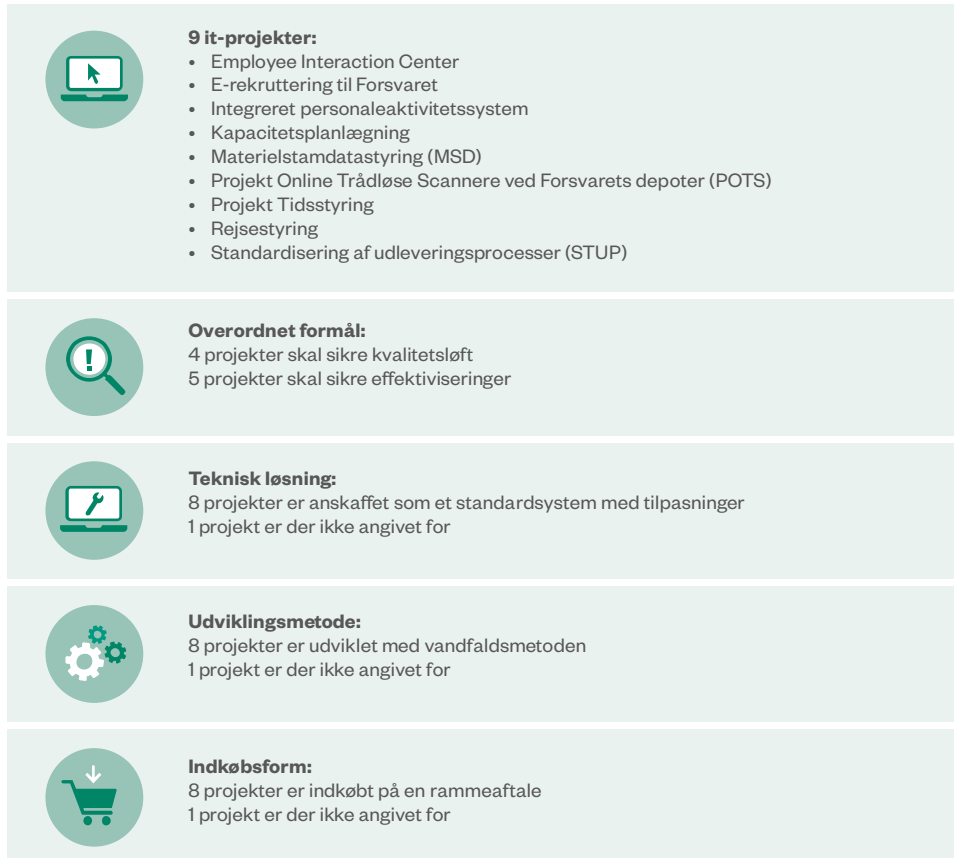 9 it-projekter:
• Employee Interaction Center
• E-rekruttering til Forsvaret
• Integreret personaleaktivitetssystem
• Kapacitetsplanlægning
• Materielstamdatastyring (MSD)
• Projekt Online Trådløse Scannere ved Forsvarets depoter (POTS)
• Projekt Tidsstyring
• Rejsestyring
• Standardisering af udleveringsprocesser (STUP)
Overordnet formål:
4 projekter skal sikre kvalitetsløft
5 projekter skal sikre effektiviseringer
Teknisk løsning:
8 projekter er anskaffet som et standardsystem med tilpasninger
1 projekt er der ikke angivet for
Udviklingsmetode:
8 projekter er udviklet med vandfaldsmetoden
1 projekt er der ikke angivet for
Indkøbsform:
8 projekter er indkøbt på en rammeaftale
1 projekt er der ikke angivet for